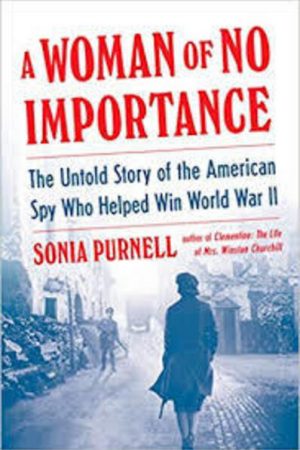 A WOMAN OF NO
IMPORTANCE
The Untold Story of the American
Spy Who Helped Win World War II
SONIA PURNELL
author of Clementine: The Life
of Mrs. Winston Churchill